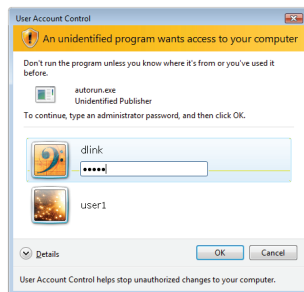 User Account Control
An unidentified program wants access to your computer
Don't run the program unless you know where it's from or you've used it
before.
autorun.exe
Unidentified Publisher
To continue, type an administrator password, and then click OK.
dlink
•••••
user1
Details
OK Cancel
User Account Control helps stop unauthorized changes to your computer.